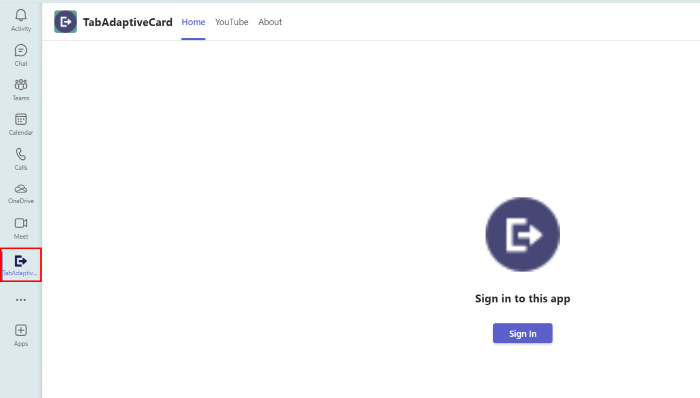 Activity
Chat
Teams
Calendar
Calls
OneDrive
Meet
TabAdaptiv...
Apps
TabAdaptiveCard Home YouTube About
Sign in to this app
Sign In